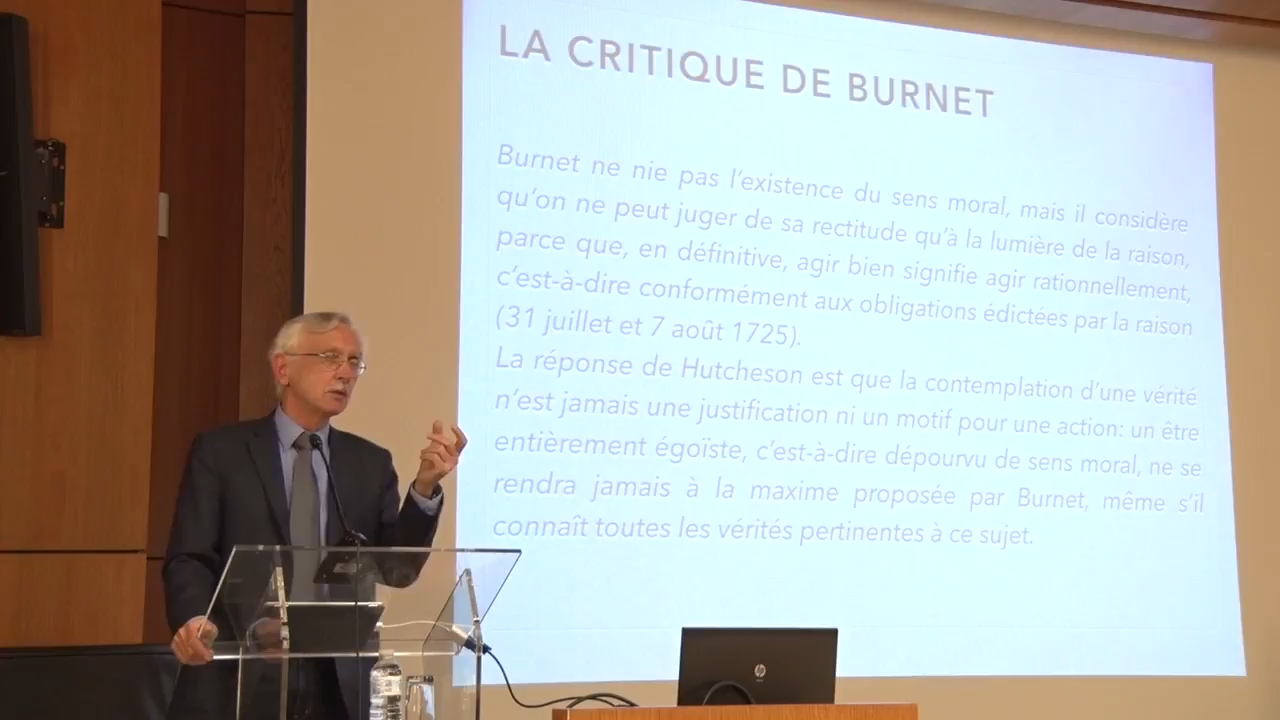 LA CRITIQUE DE BURNET
Burnet ne nie pas l'existence du sens moral, mais il considère
qu'on ne peut juger de sa rectitude qu'à la lumière de la raison,
parce que, en définitive, agir bien signifie agir rationnellement,
c'est-à-dire conformément aux obligations édictées par la raison
(31 juillet et 7 août 1725).
La réponse de Hutcheson est que la contemplation d'une vérité
n'est jamais une justification ni un motif pour une action: un être
entièrement égoïste, c'est-à-dire dépourvu de sens moral, ne se
rendra jamais à la maxime proposée par Burnet, même s'il
connaît toutes les vérités pertinentes à ce sujet.
hp